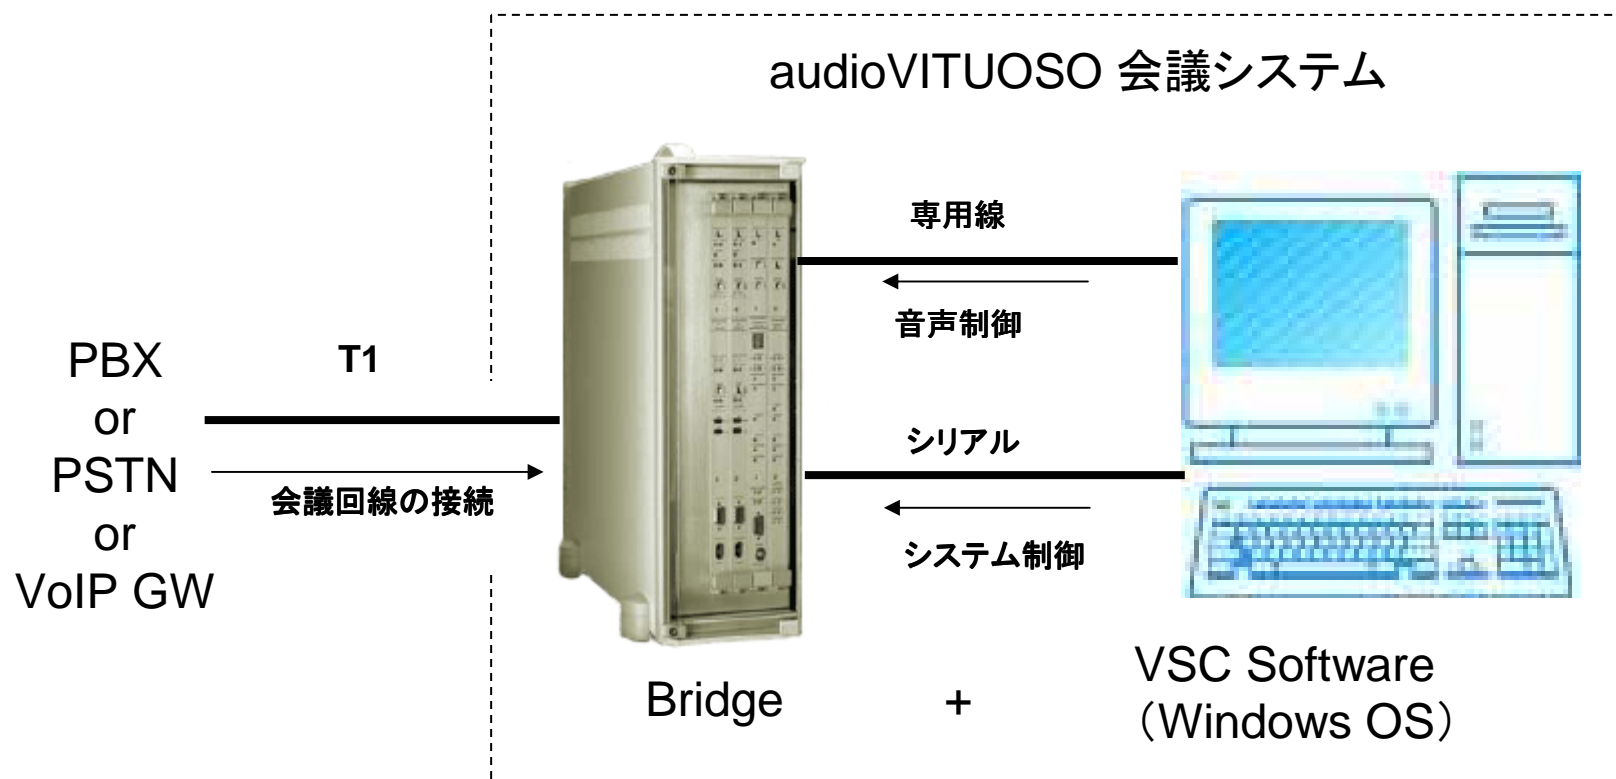 audioVITUOSO 会議システム
専用線
音声制御
PBX
or
PSTN
or
VoIP GW
T1
会議回線の接続
シリアル
システム制御
Bridge
+
VSC Software
（Windows OS）